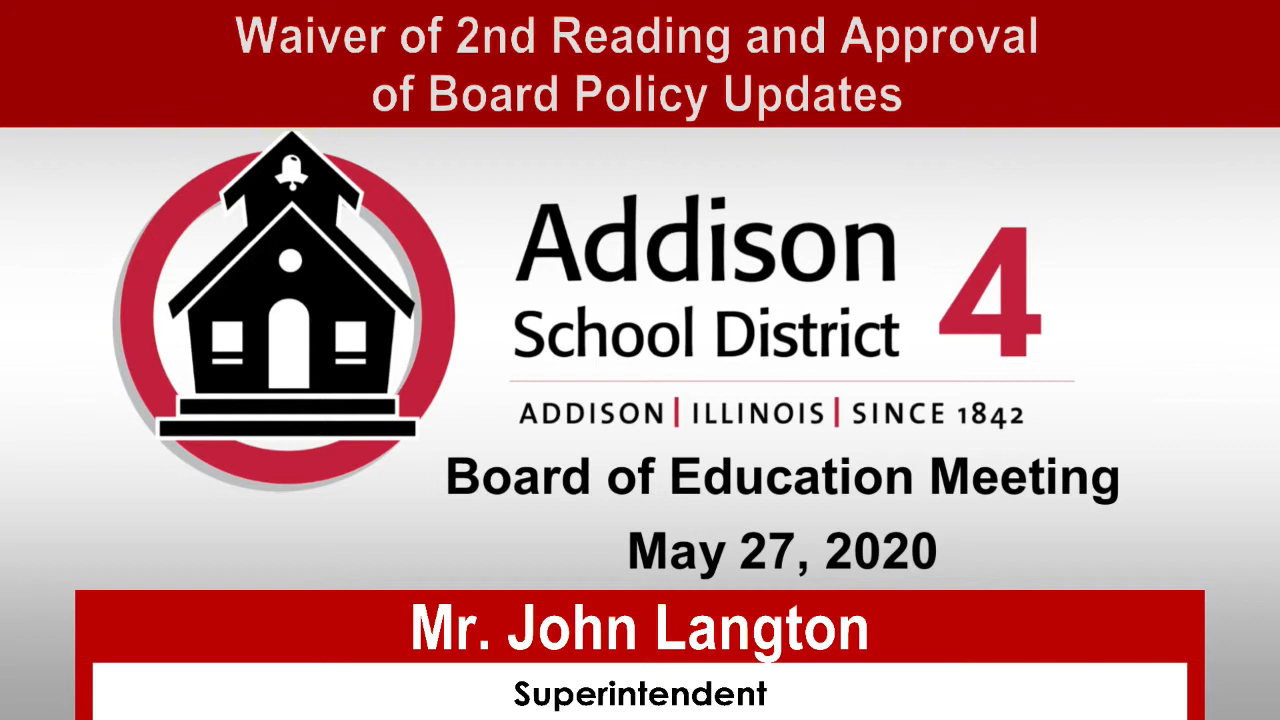 Waiver of 2nd Reading and Approval
of Board Policy Updates
Addison
School District 4
ADDISON | ILLINOIS | SINCE 1842
Board of Education Meeting
May 27, 2020
Mr. John Langton
Superintendent